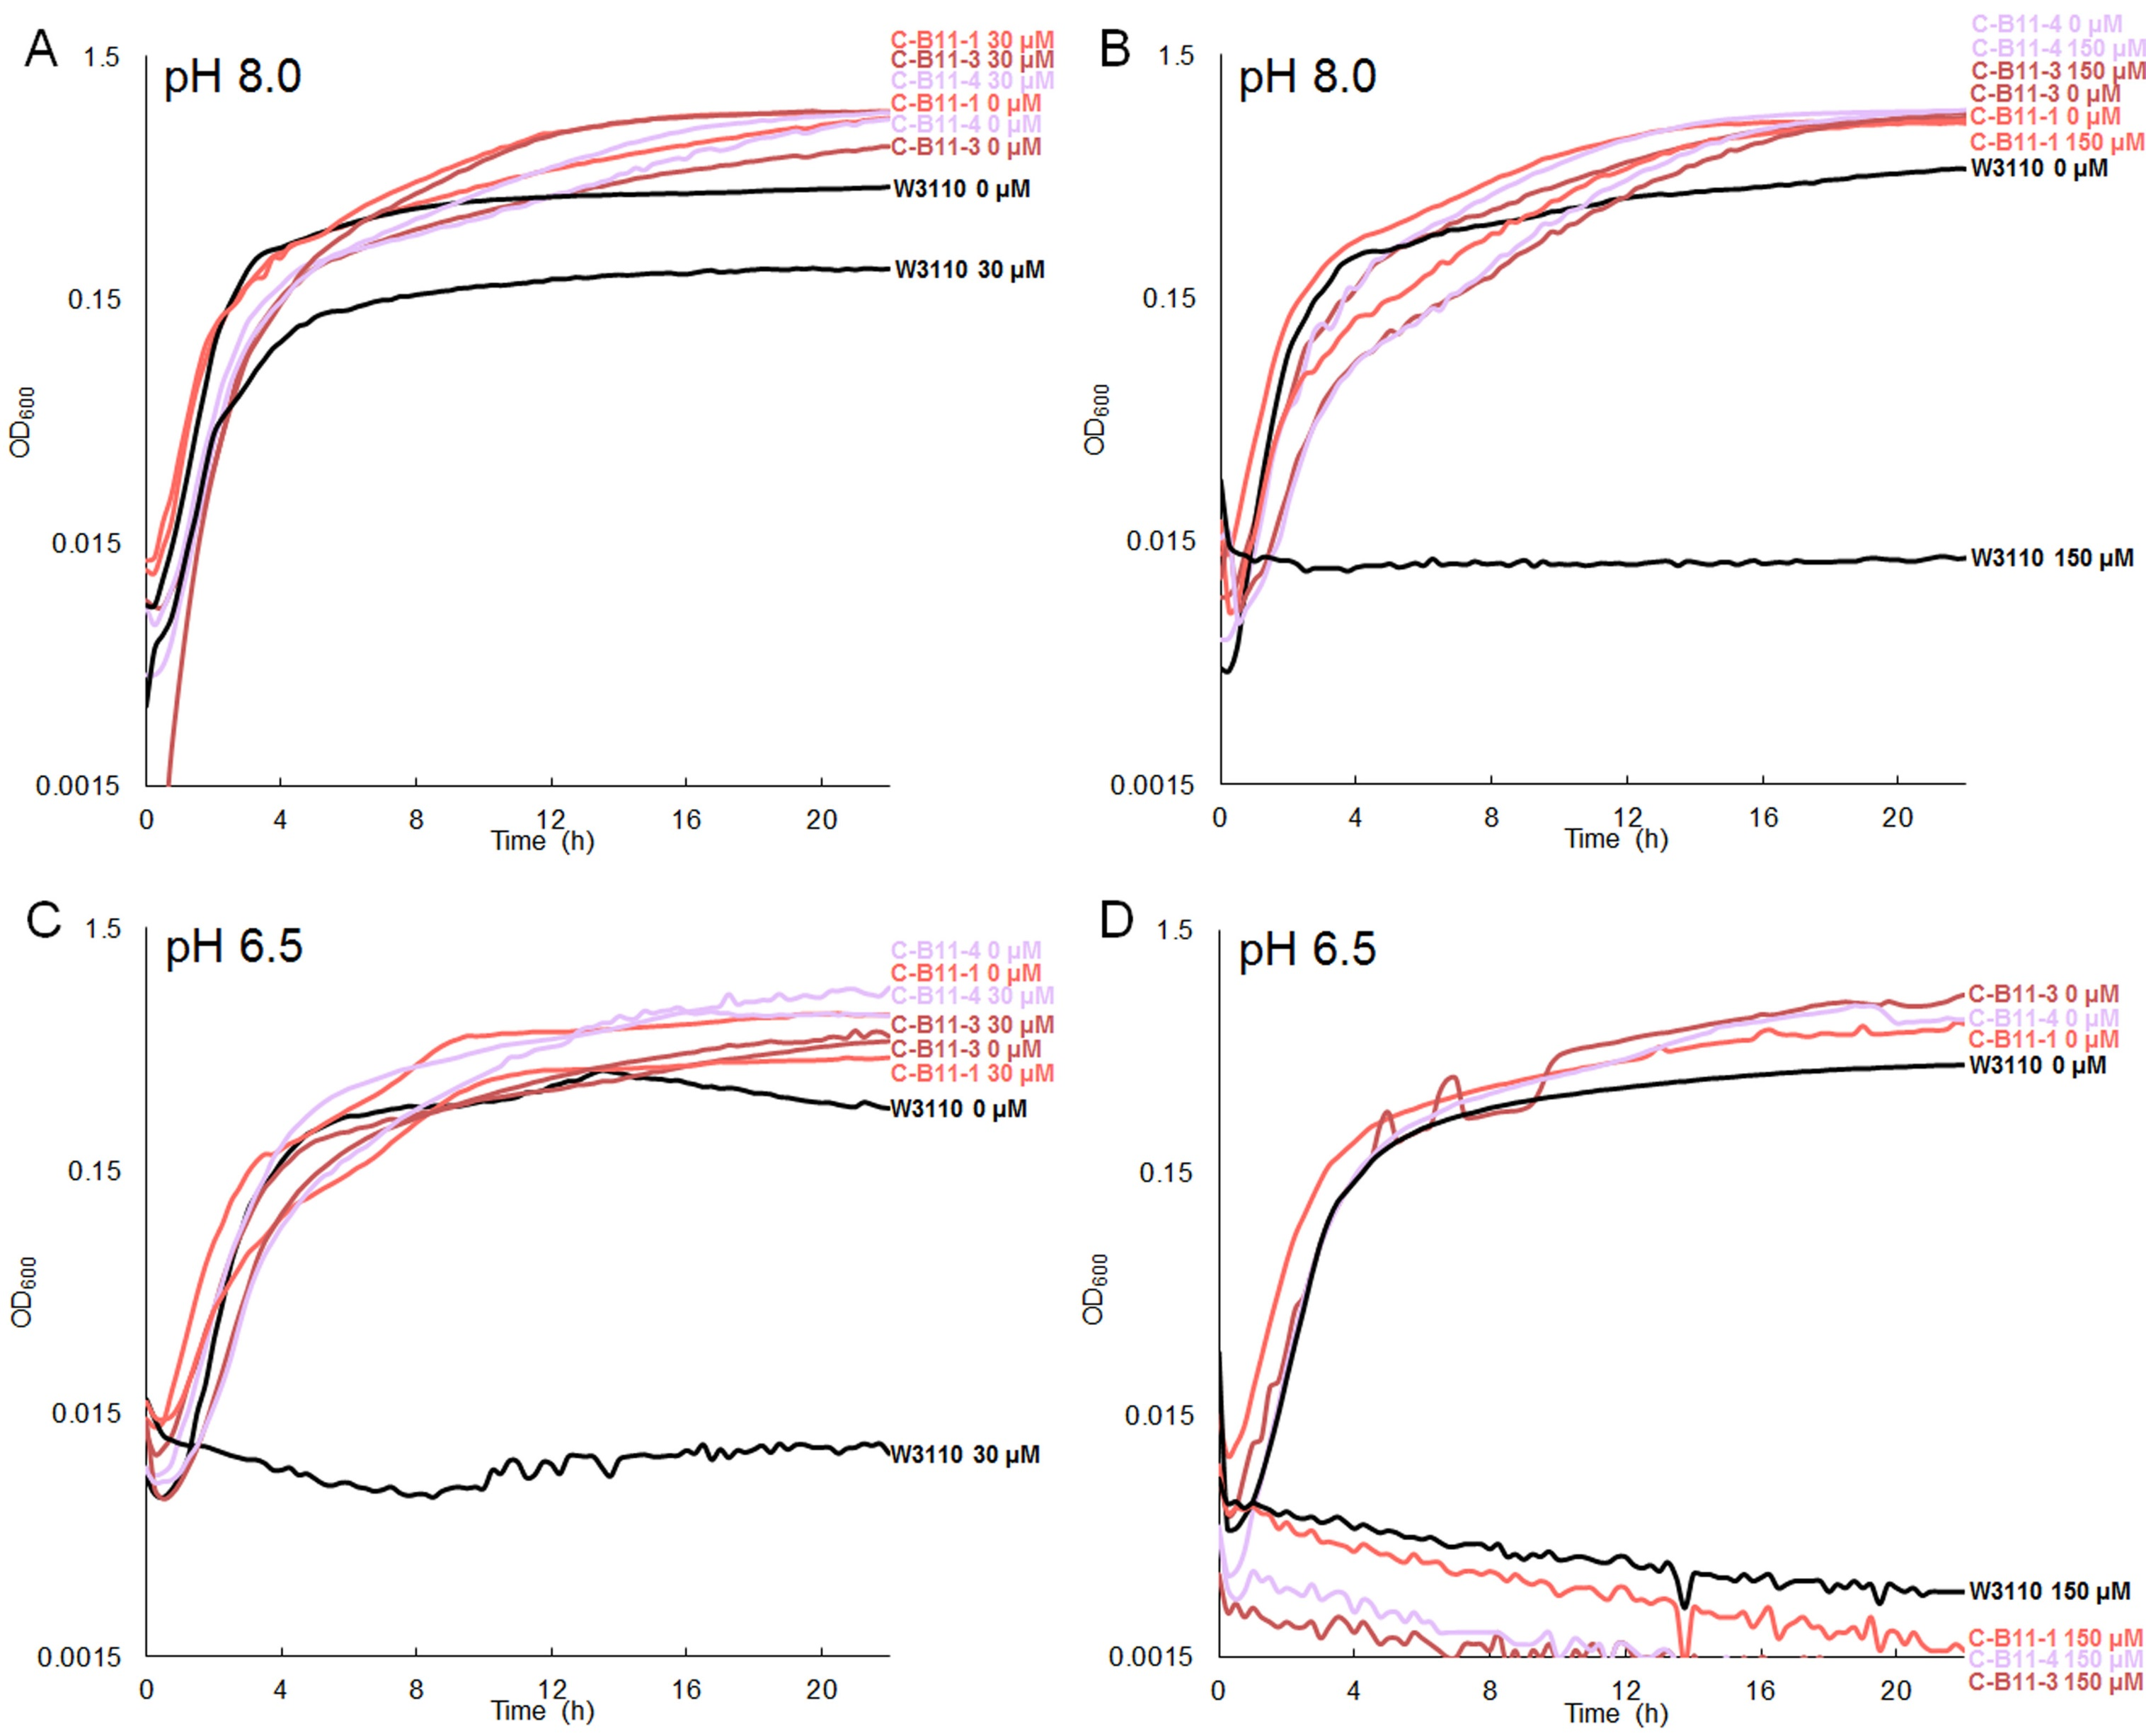 A
pH 8.0
1.5
0.15
0.015
0.0015
OD600
0
4
8
12
16
20
Time (h)
C-B11-1 30 µM
C-B11-3 30 µM
C-B11-4 30 µM
C-B11-1 0 µM
C-B11-4 0 µM
C-B11-3 0 µM
W3110 0 µM
W3110 30 µM
B
pH 8.0
1.5
0.15
0.015
0.0015
OD600
0
4
8
12
16
20
Time (h)
C-B11-4 0 µM
C-B11-4 150 µM
C-B11-3 150 µM
C-B11-3 0 µM
C-B11-1 0 µM
C-B11-1 150 µM
W3110 0 µM
W3110 150 µM
C
pH 6.5
1.5
0.15
0.015
0.0015
OD600
0
4
8
12
16
20
Time (h)
C-B11-4 0 µM
C-B11-1 0 µM
C-B11-4 30 µM
C-B11-3 30 µM
C-B11-3 0 µM
C-B11-1 30 µM
W3110 0 µM
W3110 30 µM
D
pH 6.5
1.5
0.15
0.015
0.0015
OD600
0
4
8
12
16
20
Time (h)
C-B11-3 0 µM
C-B11-4 0 µM
C-B11-1 0 µM
W3110 0 µM
W3110 150 µM
C-B11-1 150 µM
C-B11-4 150 µM
C-B11-3 150 µM